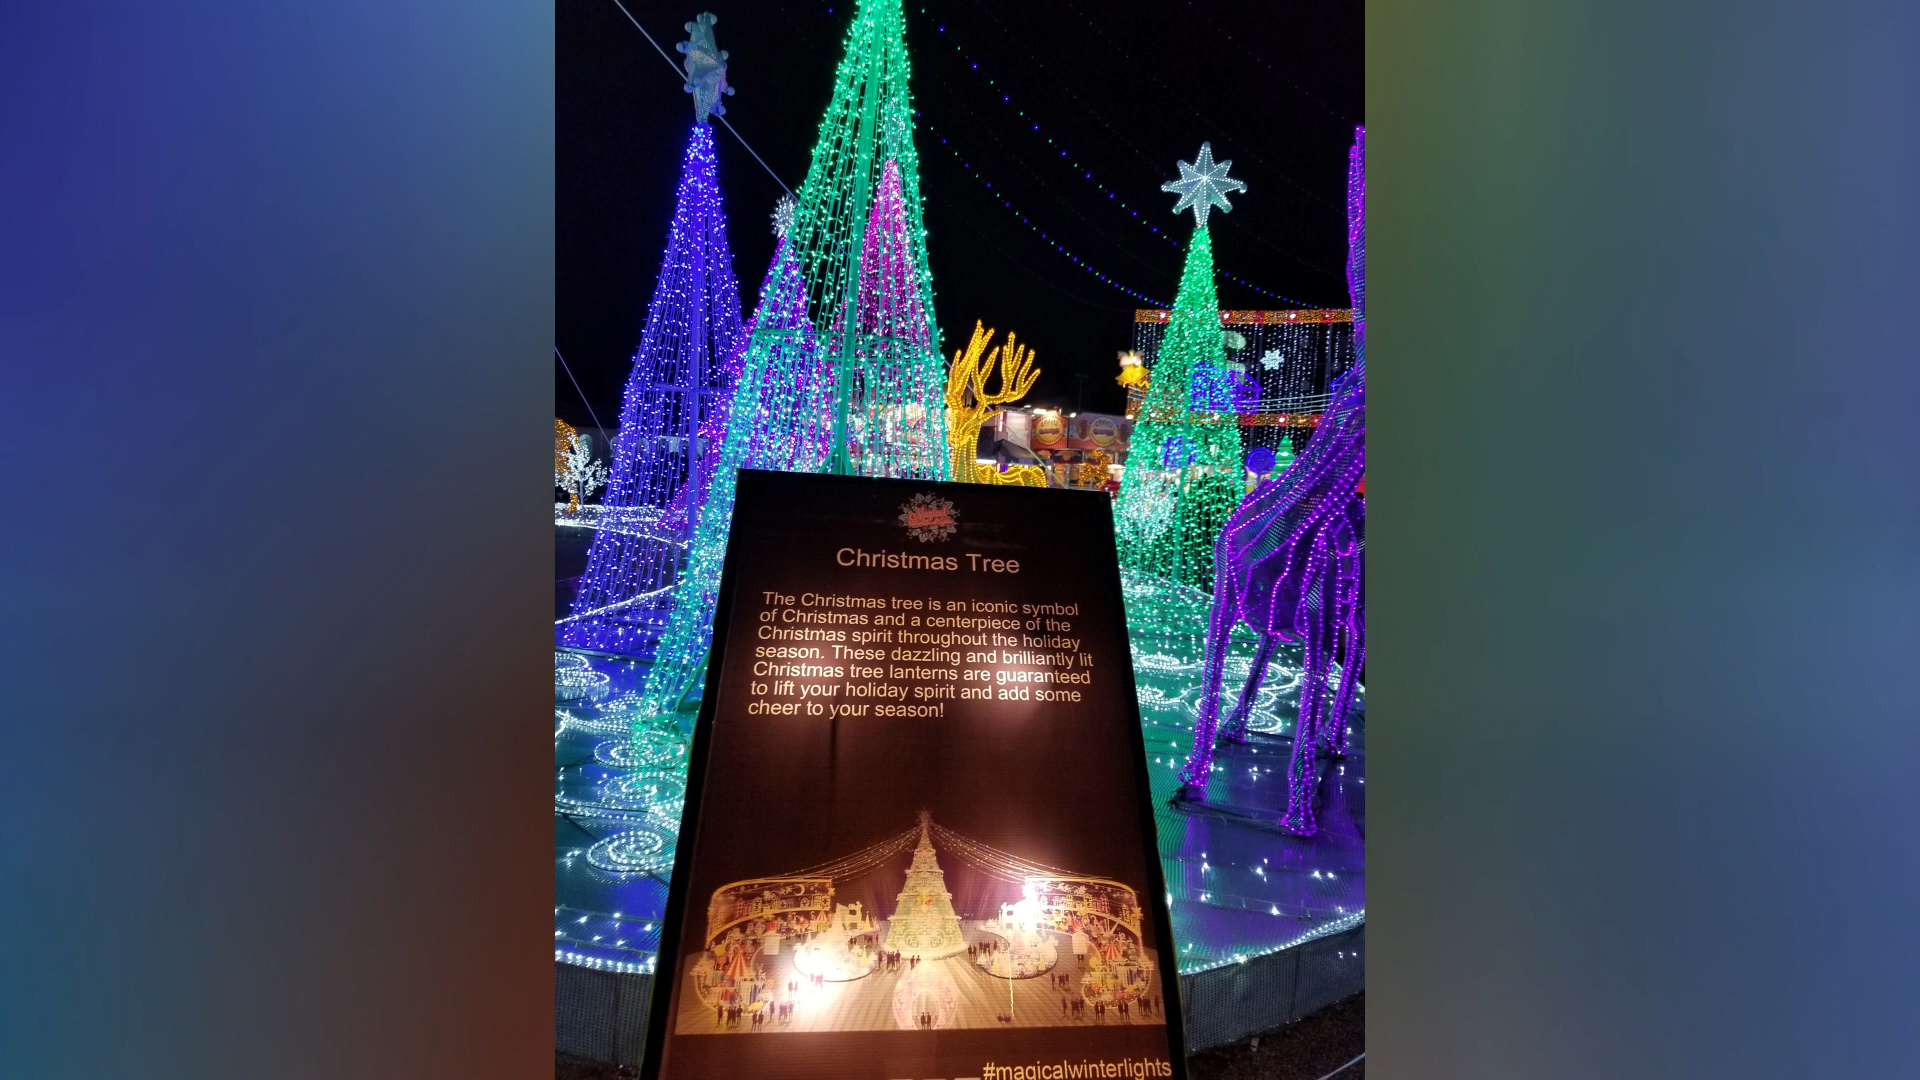 Christmas Tree
The Christmas tree is an iconic symbol
of Christmas and a centerpiece of the
Christmas spirit throughout the holiday
season. These dazzling and brilliantly lit
Christmas tree lanterns are guaranteed
to lift your holiday spirit and add some
cheer to your season!
#magicalwinterlights